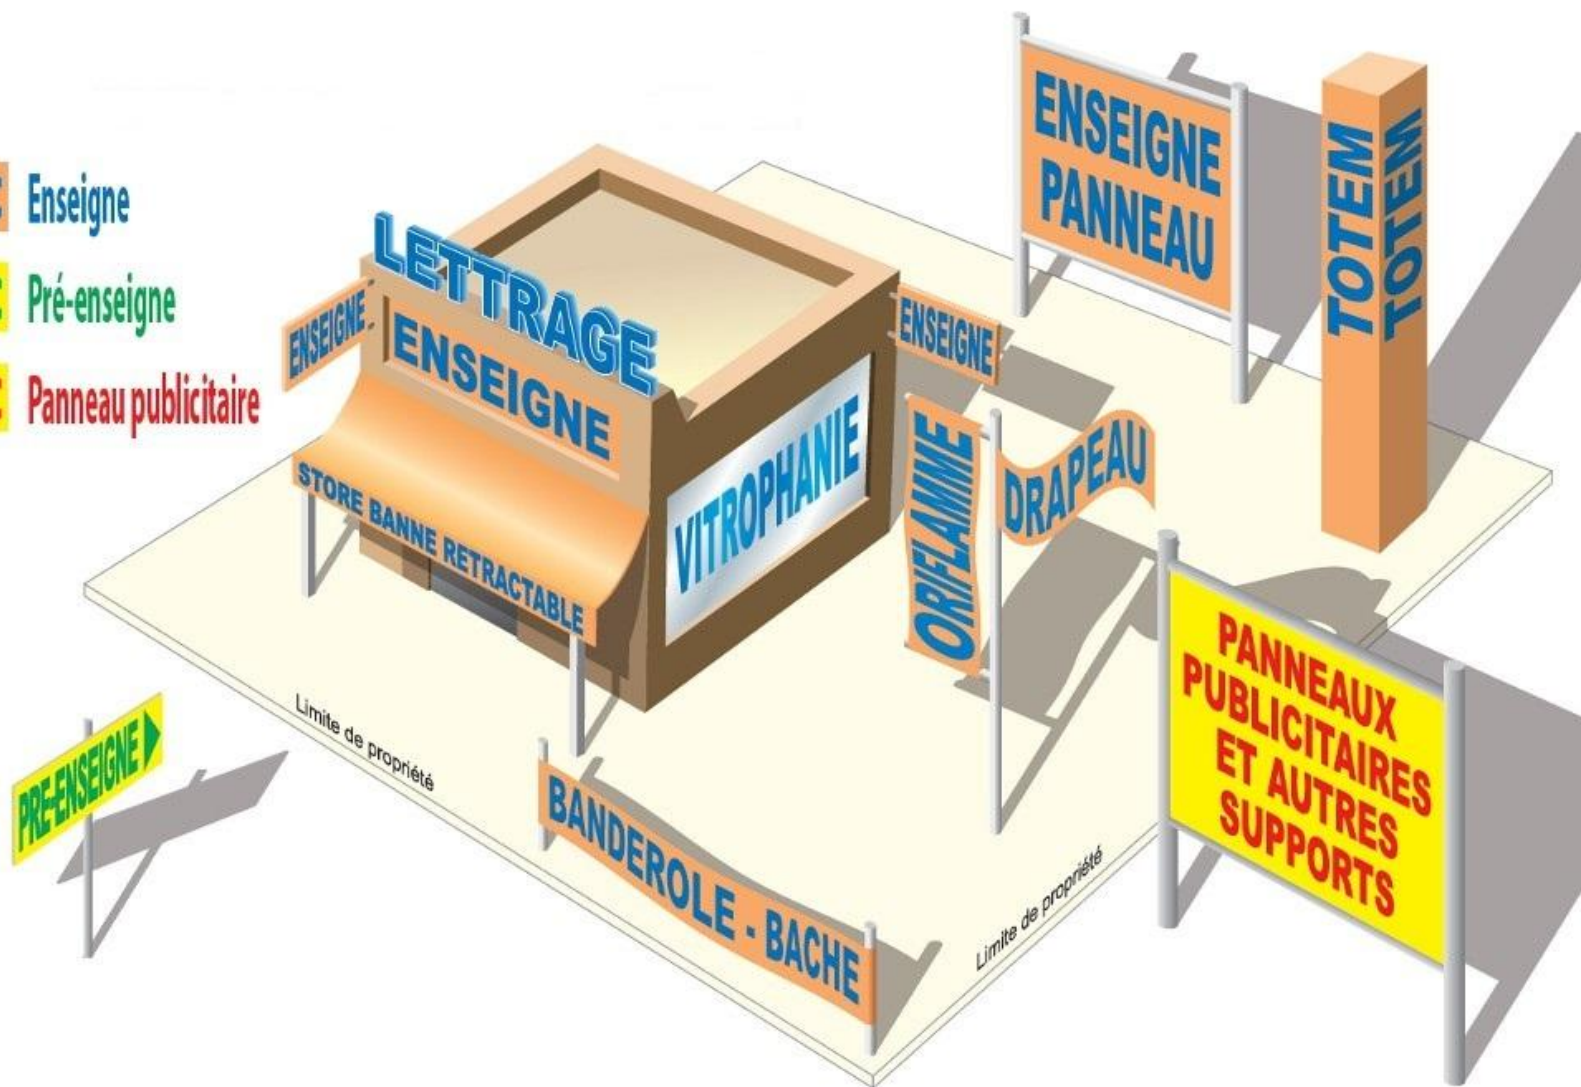 Enseigne
Pré-enseigne
Panneau publicitaire
LETTRAGE
ENSEIGNE
ENSEIGNE
ENSEIGNE
STORE BANNE RETRACTABLE
VITROPHANIE
ORIFLAMME
DRAPEAU
ENSEIGNE
PANNEAU
TOTEM
TOTEM
PRE-ENSEIGNE
Limite de propriété
BANDEROLE - BACHE
Limite de propriété
PANNEAUX
PUBLICITAIRES
ET AUTRES
SUPPORTS